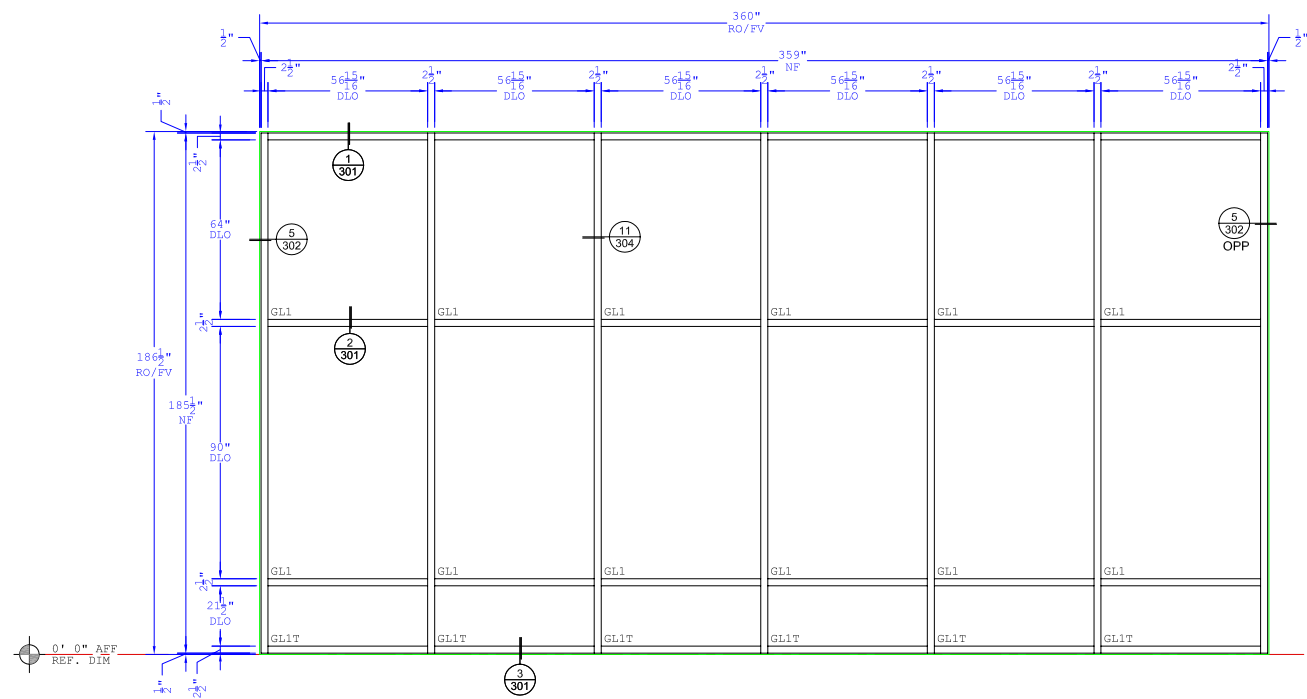 360"
RO/FV
1/2"
1/2"
359"
NF
2 1/2"
56 15/16"
DLO
2 1/2"
56 15/16"
DLO
2 1/2"
56 15/16"
DLO
2 1/2"
56 15/16"
DLO
2 1/2"
56 15/16"
DLO
2 1/2"
56 15/16"
DLO
2 1/2"
1/2"
2 1/2"
1
301
64"
DLO
5
302
11
304
5
302
OPP
GL1
GL1
GL1
GL1
GL1
GL1
2 1/2"
2
301
186 1/2"
RO/FV
185 1/2"
NF
90"
DLO
GL1
GL1
GL1
GL1
GL1
GL1
2 1/2"
21 1/2"
DLO
GL1T
GL1T
GL1T
GL1T
GL1T
GL1T
0' 0" AFF
REF. DIM
1/2"
2 1/2"
3
301